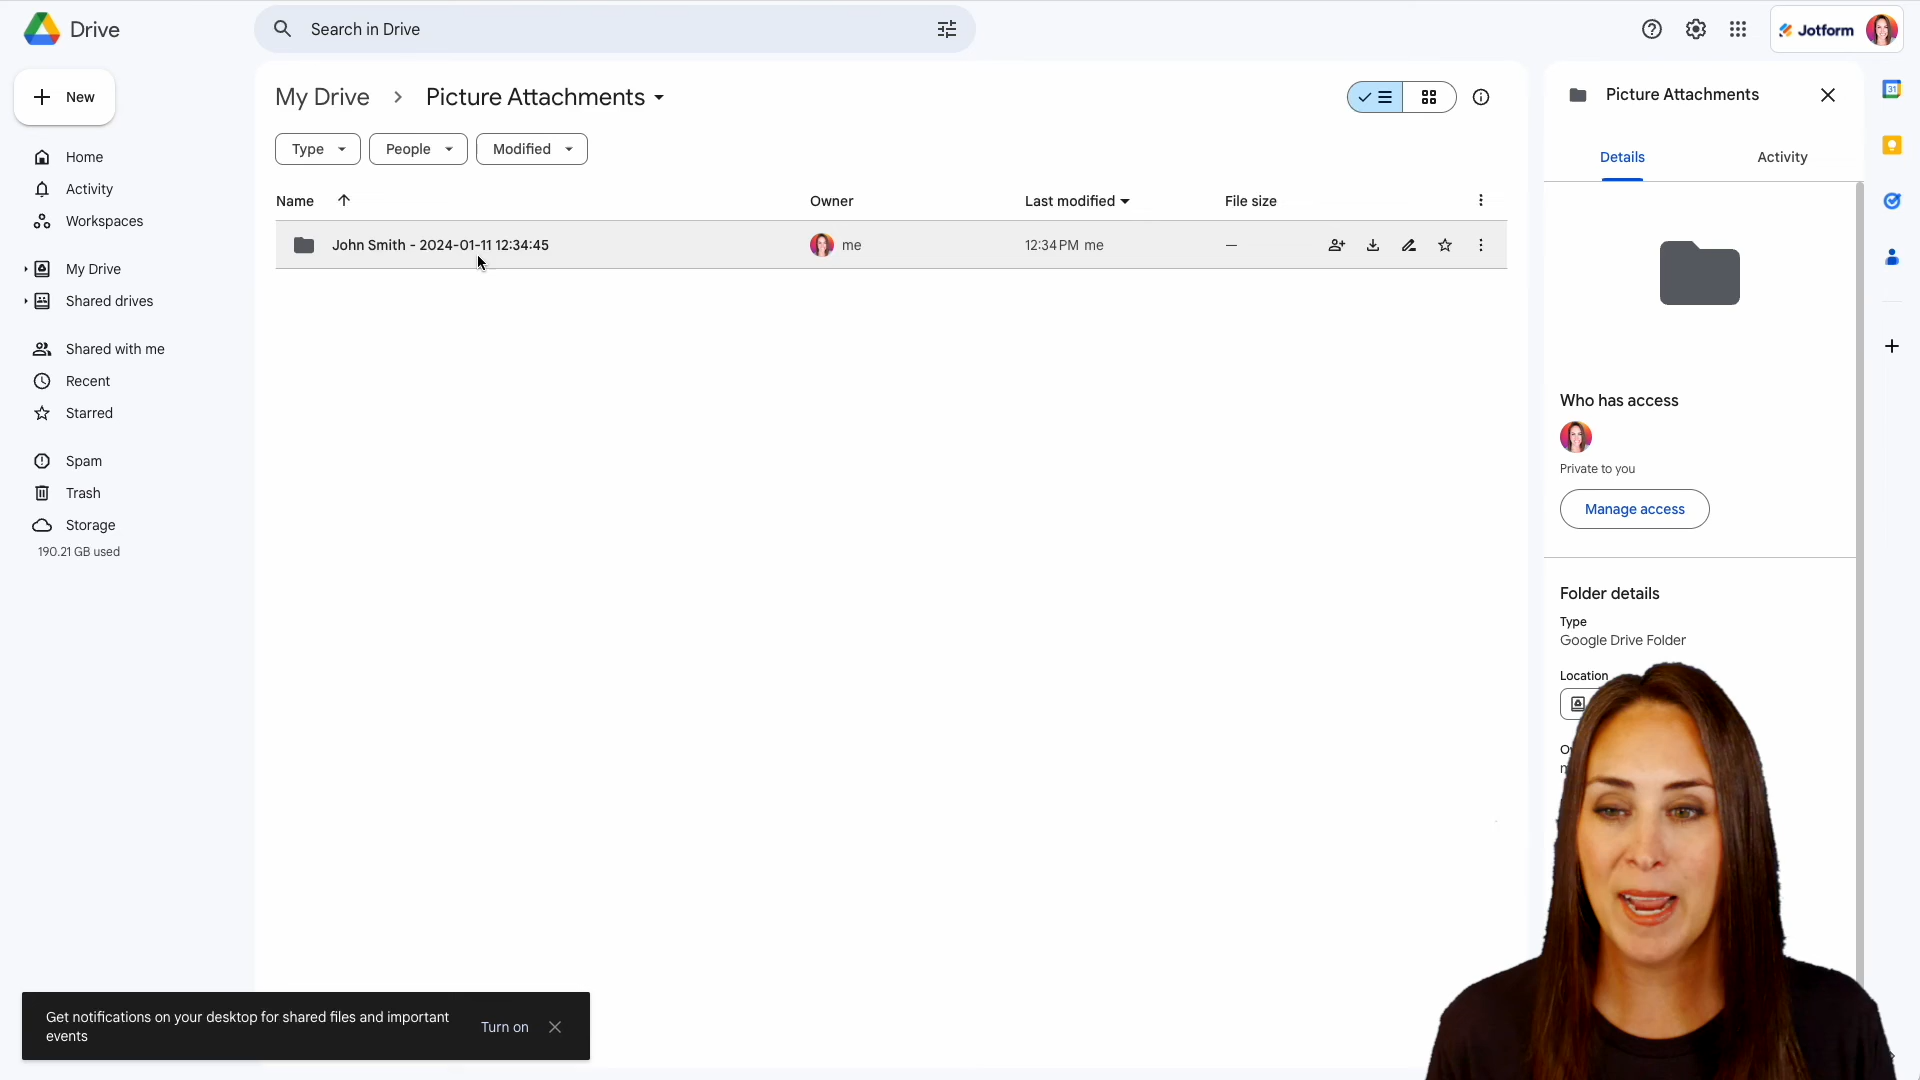 Drive
Search in Drive
Jotform
New
Home
Activity
Workspaces
My Drive
Shared drives
Shared with me
Recent
Starred
Spam
Trash
Storage
190.21 GB used
My Drive > Picture Attachments
Type
People
Modified
Name
Owner
Last modified
File size
John Smith - 2024-01-11 12:34:45
me
12:34 PM me
—
Picture Attachments
Details
Activity
31
Who has access
Private to you
Manage access
Folder details
Type
Google Drive Folder
Location
Get notifications on your desktop for shared files and important
events
Turn on